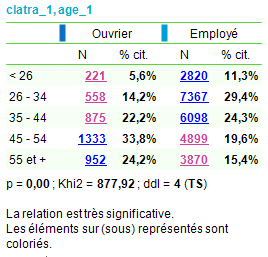 clatra_1, age_1
Ouvrier Employé
N % cit. N % cit.
< 26 221 5,6% 2820 11,3%
26 - 34 558 14,2% 7367 29,4%
35 - 44 875 22,2% 6098 24,3%
45 - 54 1333 33,8% 4899 19,6%
55 et + 952 24,2% 3870 15,4%
p = 0,00 ; Khi2 = 877,92 ; ddl = 4 (TS)
La relation est très significative.
Les éléments sur (sous) représentés sont
coloriés.